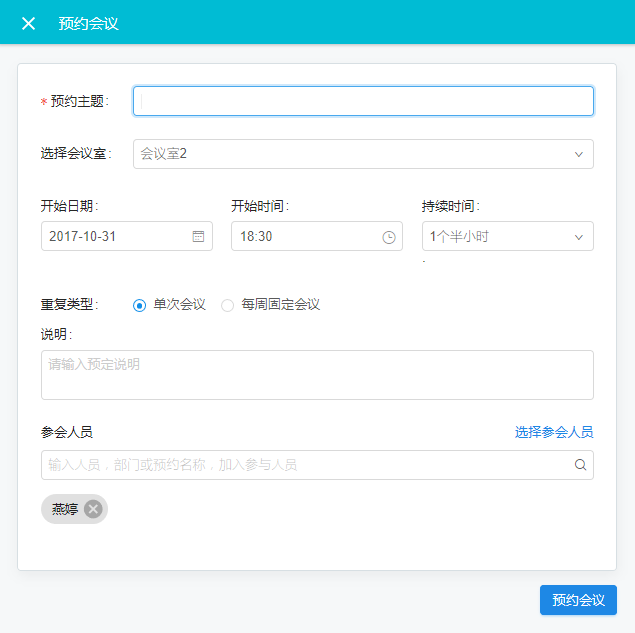 预约会议
* 预约主题:
选择会议室: 会议室2
开始日期: 开始时间: 持续时间:
2017-10-31 18:30 1个半小时
重复类型: 单次会议 每周固定会议
说明:
请输入预定说明
参会人员 选择参会人员
输入人员，部门或预约名称，加入参与人员
燕婷
预约会议